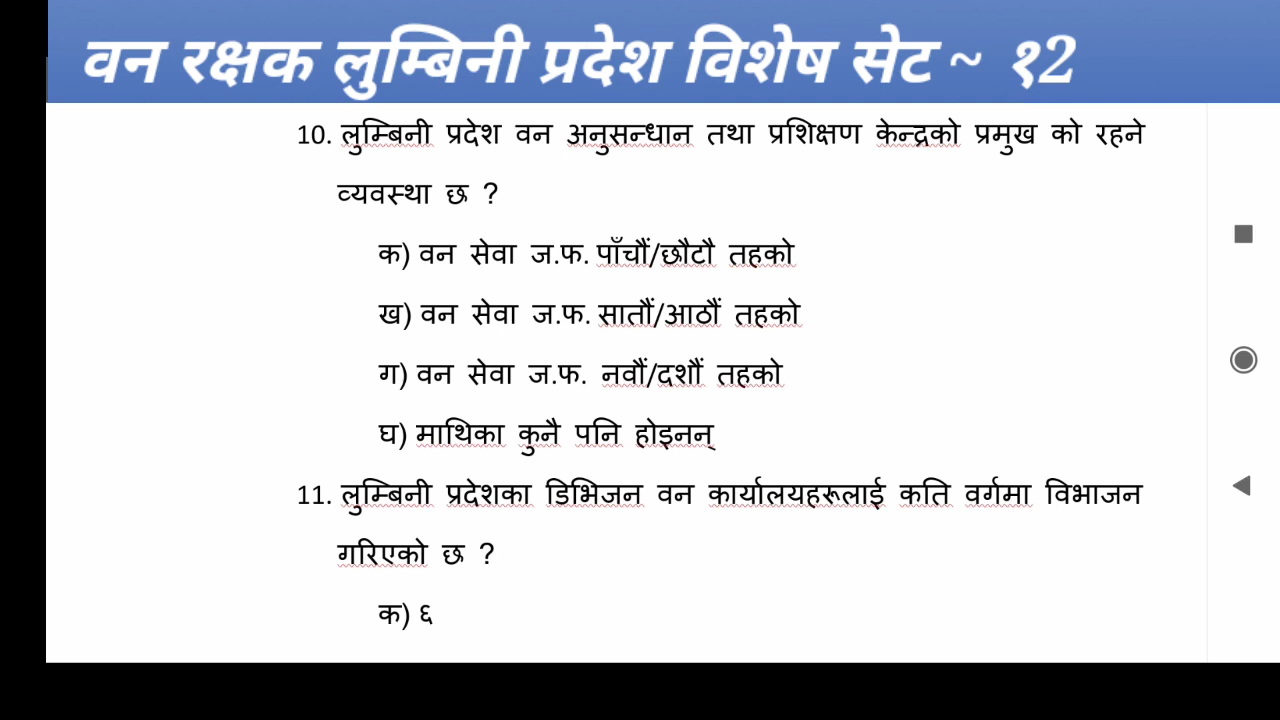 वन रक्षक लुम्बिनी प्रदेश विशेष सेट ~ १2
10. लुम्बिनी प्रदेश वन अनुसन्धान तथा प्रशिक्षण केन्द्रको प्रमुख को रहने
व्यवस्था छ ?
क) वन सेवा ज.फ. पाँचौं/छौटौ तहको
ख) वन सेवा ज.फ. सातौं/आठौं तहको
ग) वन सेवा ज.फ. नवौं/दशौं तहको
घ) माथिका कुनै पनि होइनन्
11. लुम्बिनी प्रदेशका डिभिजन वन कार्यालयहरूलाई कति वर्गमा विभाजन
गरिएको छ ?
क) ६